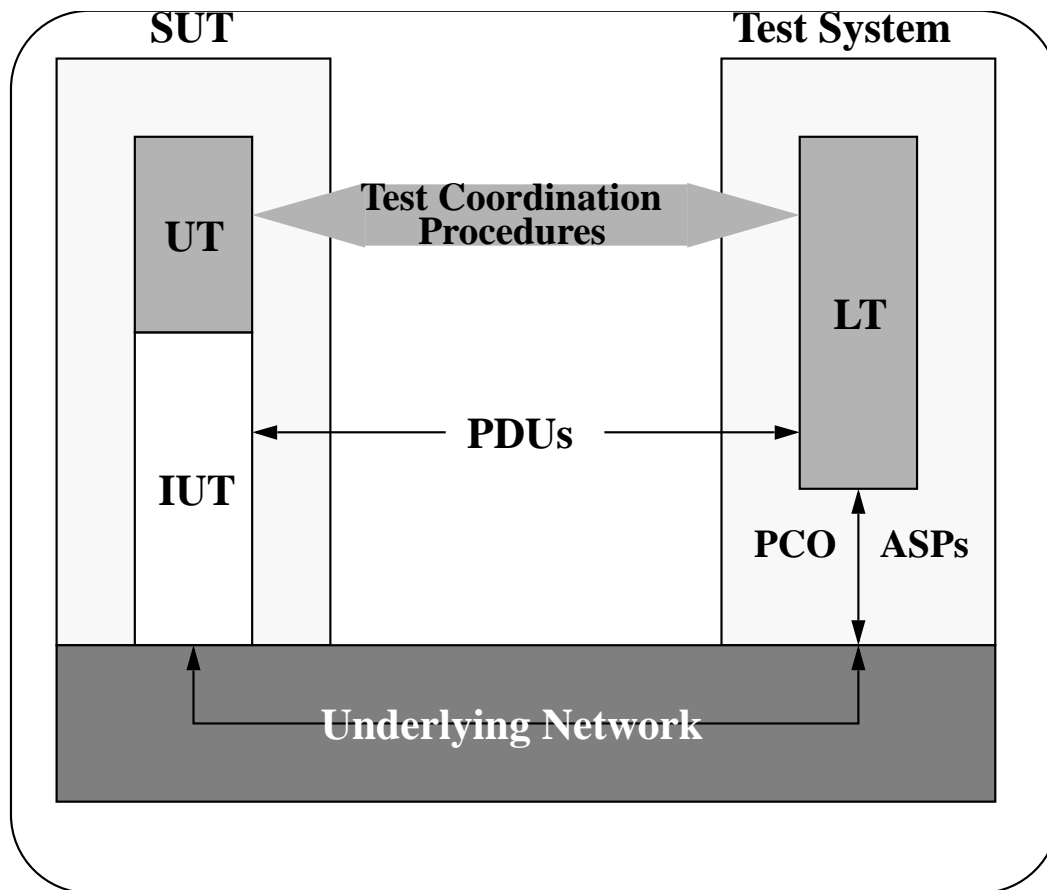 SUT
Test System
Test Coordination
Procedures
UT
LT
PDUs
IUT
PCO
ASPs
Underlying Network